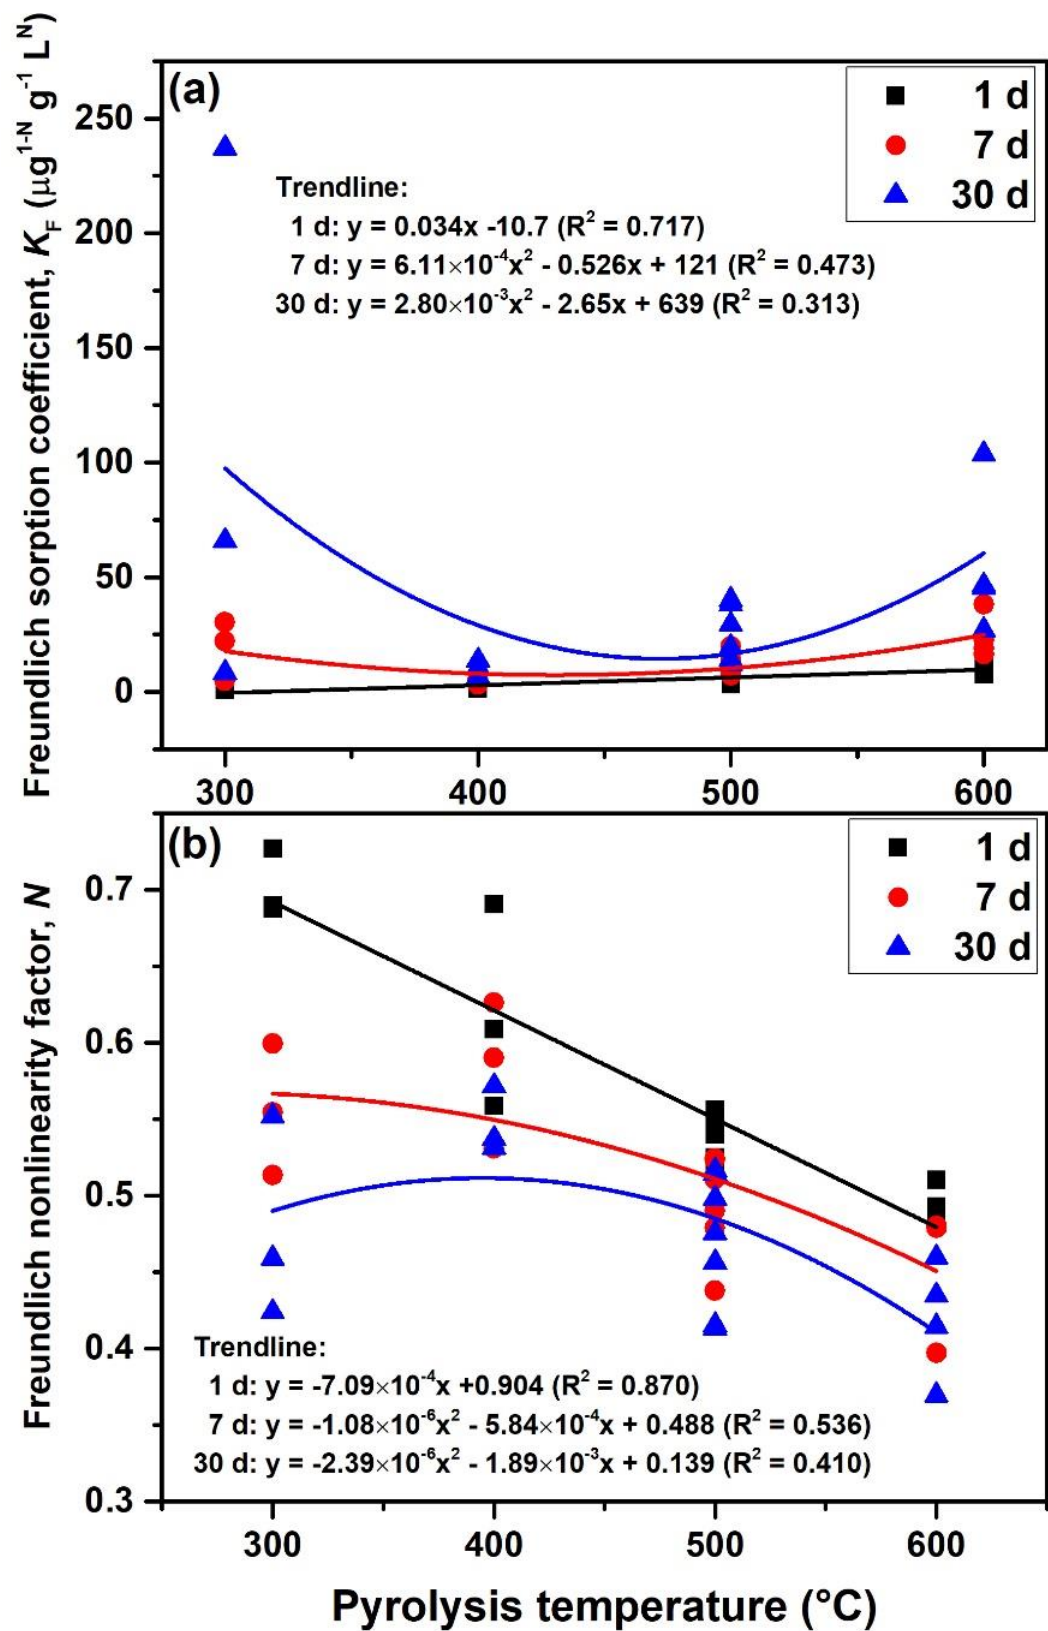 Freundlich sorption coefficient, K_F (μg^1-N g^-1 L^N)
(a)
1 d
7 d
30 d
Trendline:
1 d: y = 0.034x -10.7 (R² = 0.717)
7 d: y = 6.11×10⁻⁴x² - 0.526x + 121 (R² = 0.473)
30 d: y = 2.80×10⁻³x² - 2.65x + 639 (R² = 0.313)
250
200
150
100
50
0
300 400 500 600
Freundlich nonlinearity factor, N
(b)
1 d
7 d
30 d
0.7
0.6
0.5
0.4
0.3
Trendline:
1 d: y = -7.09×10⁻⁴x +0.904 (R² = 0.870)
7 d: y = -1.08×10⁻⁶x² - 5.84×10⁻⁴x + 0.488 (R² = 0.536)
30 d: y = -2.39×10⁻⁶x² - 1.89×10⁻³x + 0.139 (R² = 0.410)
300 400 500 600
Pyrolysis temperature (°C)